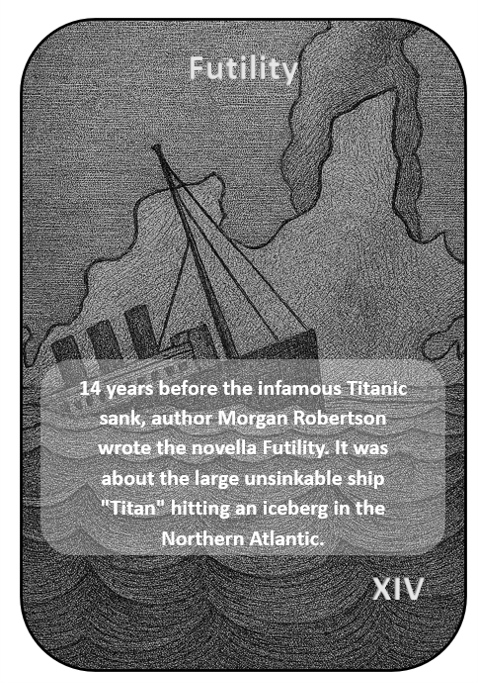 Futility
14 years before the infamous Titanic
sank, author Morgan Robertson
wrote the novella Futility. It was
about the large unsinkable ship
"Titan" hitting an iceberg in the
Northern Atlantic.
XIV